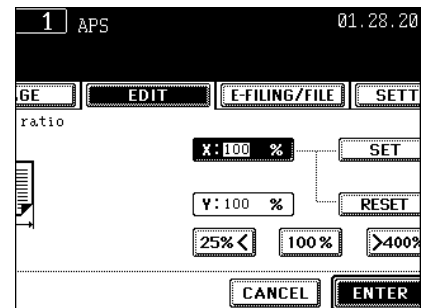 1 APS 01.28.20
.GE EDIT E-FILING/FILE SETT
ratio
X:100 % SET
Y:100 % RESET
25%< 100% >400%
CANCEL ENTER